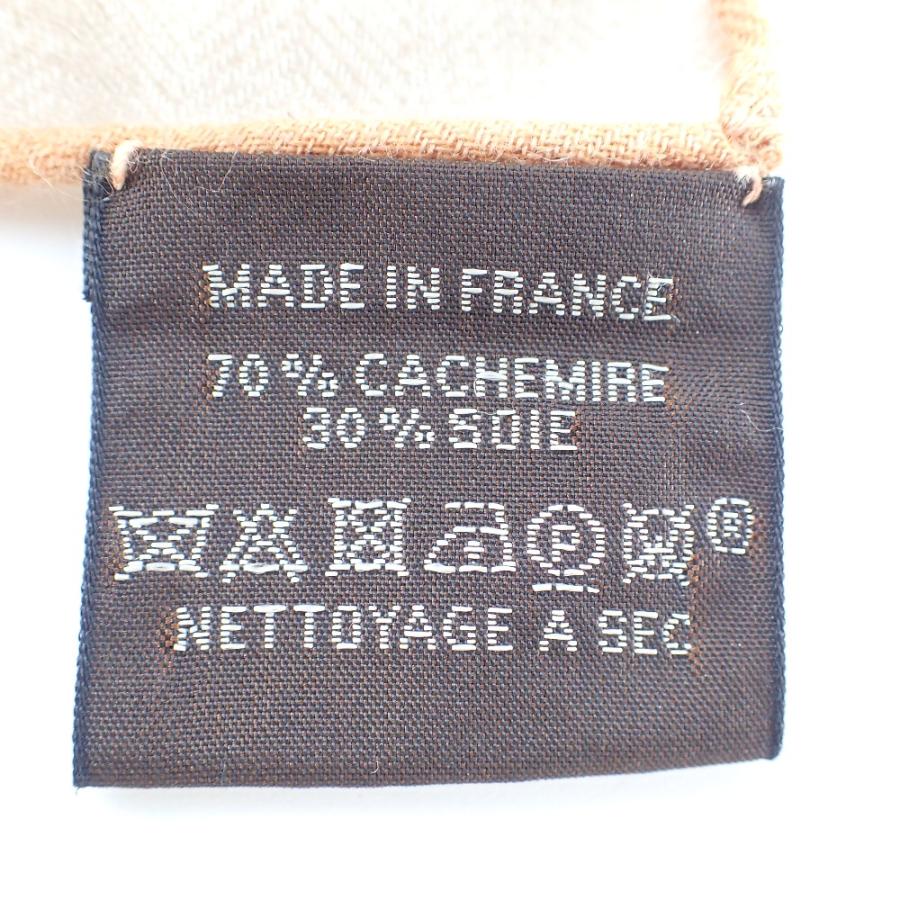 MADE IN FRANCE
70% CACHEMIRE
30% SOIE
P W ®
NETTOYAGE A SEC